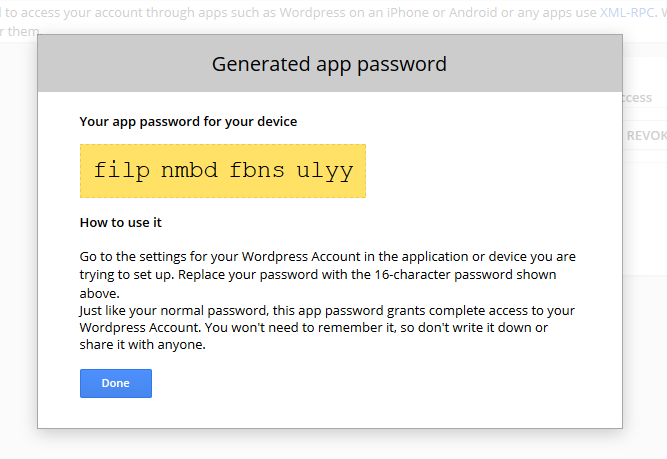 l to access your account through apps such as Wordpress on an iPhone or Android or any apps use XML-RPC. W
r them.
Generated app password
ccess
Your app password for your device
REVOK
filp nmbd fbns ulyy
How to use it
Go to the settings for your Wordpress Account in the application or device you are
trying to set up. Replace your password with the 16-character password shown
above.
Just like your normal password, this app password grants complete access to your
Wordpress Account. You won't need to remember it, so don't write it down or
share it with anyone.
Done